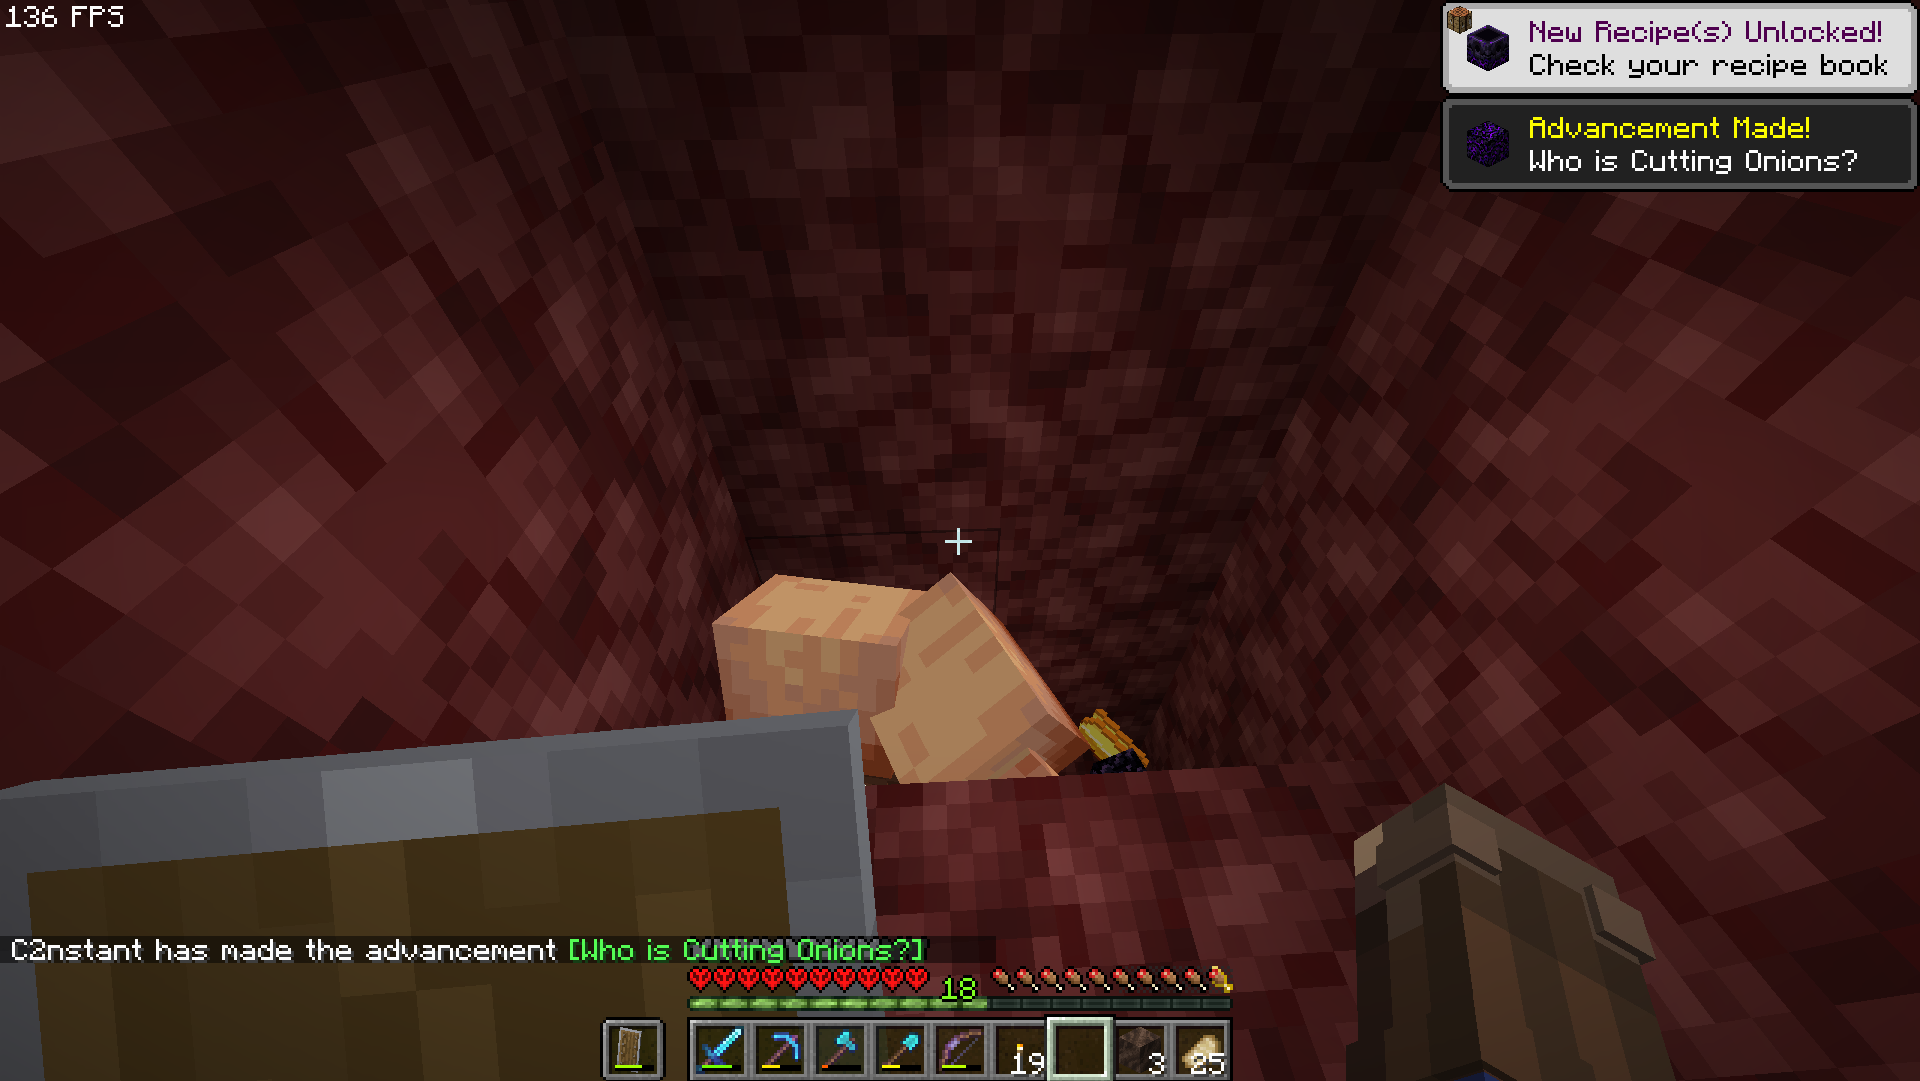 136 FPS
New Recipe(s) Unlocked!
Check your recipe book
Advancement Made!
Who is Cutting Onions?
C2nstant has made the advancement [Who is Cutting Onions?]
18
19
3
25